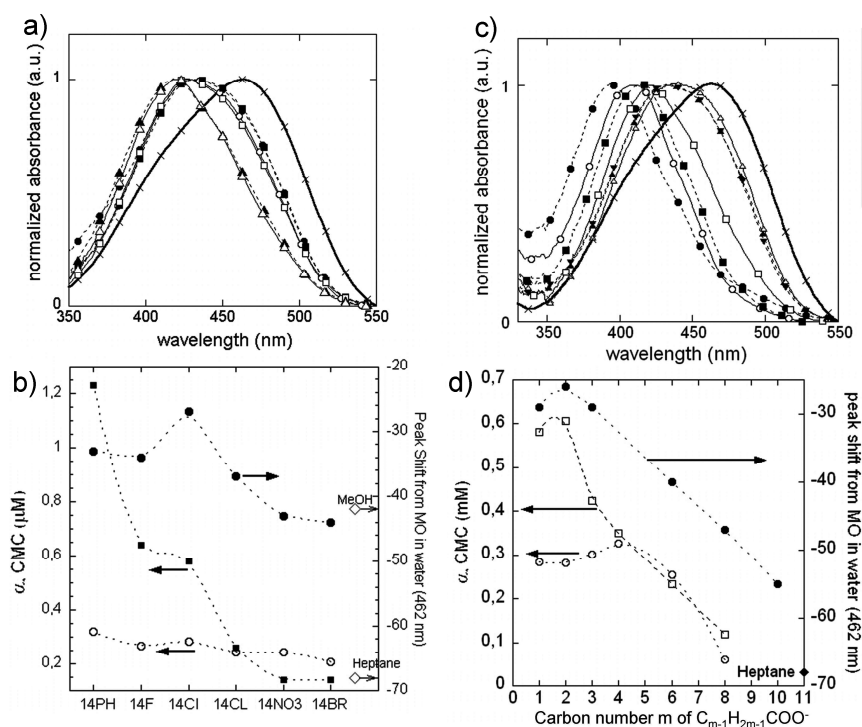 a)
normalized absorbance (a.u.)
1
0
350 400 450 500 550
wavelength (nm)
c)
normalized absorbance (a.u.)
1
0
350 400 450 500 550
wavelength (nm)
b)
α, CMC (μM)
1,2
1
0,8
0,6
0,4
0,2
14PH 14F 14CI 14CL 14NO3 14BR
-20
-30
-40
-50
-60
-70
Peak Shift from MO in water (462 nm)
MeOH
Heptane
d)
α, CMC (mM)
0,7
0,6
0,5
0,4
0,3
0,2
0,1
0
0 1 2 3 4 5 6 7 8 9 10 11
Carbon number m of Cm-1H2m-1COO-
-30
-40
-50
-60
-70
peak shift from MO in water (462 nm)
Heptane